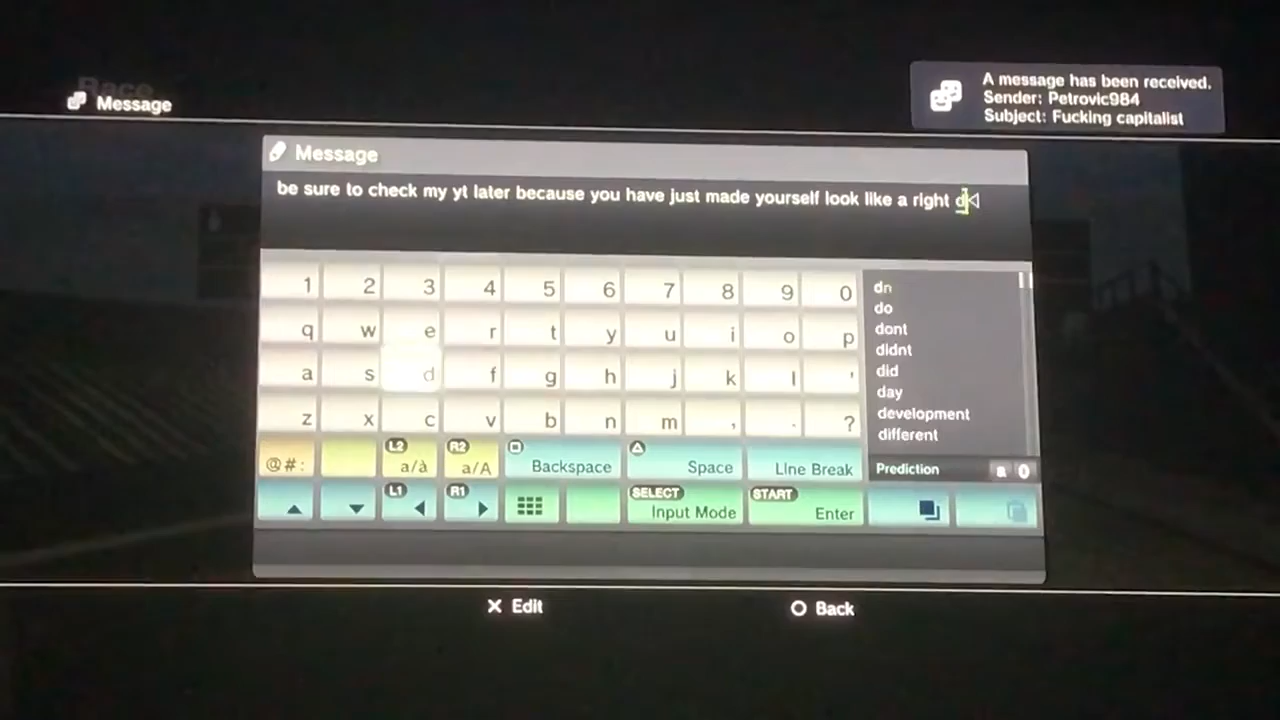 Race
Message
A message has been received.
Sender: Petrovic984
Subject: Fucking capitalist
Message
be sure to check my yt later because you have just made yourself look like a right d
1 2 3 4 5 6 7 8 9 0
q w e r t y u i o p
a s d f g h j k l '
z x c v b n m , . ?
dn
do
dont
didnt
did
day
development
different
@#: L2 a/à R2 a/A Backspace Space Line Break
Prediction a 0
L1 R1 SELECT Input Mode START Enter
X Edit O Back